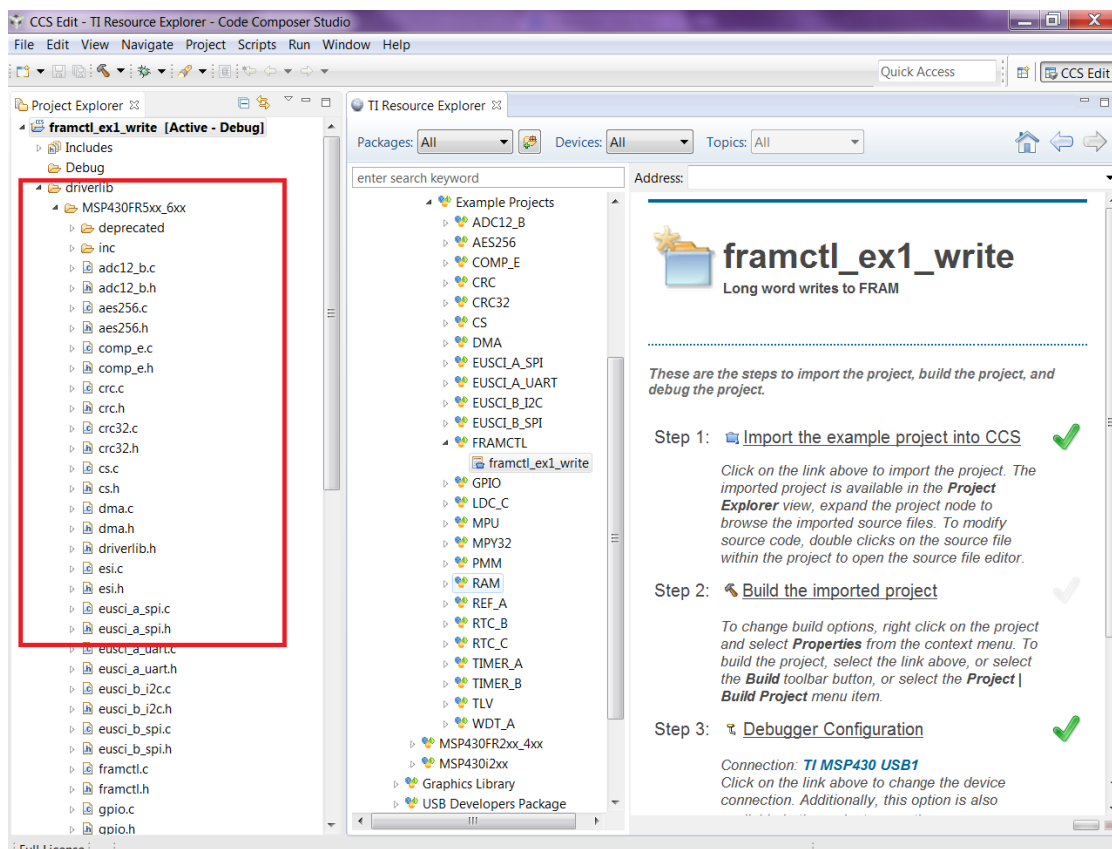 CCS Edit - TI Resource Explorer - Code Composer Studio
File Edit View Navigate Project Scripts Run Window Help
Quick Access
CCS Edit
Project Explorer
framctl_ex1_write [Active - Debug]
Includes
Debug
driverlib
MSP430FR5xx_6xx
deprecated
inc
adc12_b.c
adc12_b.h
aes256.c
aes256.h
comp_e.c
comp_e.h
crc.c
crc.h
crc32.c
crc32.h
cs.c
cs.h
dma.c
dma.h
driverlib.h
esi.c
esi.h
eusci_a_spi.c
eusci_a_spi.h
eusci_a_uart.c
eusci_a_uart.h
eusci_b_i2c.c
eusci_b_i2c.h
eusci_b_spi.c
eusci_b_spi.h
framctl.c
framctl.h
gpio.c
gpio.h
TI Resource Explorer
Packages: All
Devices: All
Topics: All
enter search keyword
Example Projects
ADC12_B
AES256
COMP_E
CRC
CRC32
CS
DMA
EUSCI_A_SPI
EUSCI_A_UART
EUSCI_B_I2C
EUSCI_B_SPI
FRAMCTL
framctl_ex1_write
GPIO
LDC_C
MPU
MPY32
PMM
RAM
REF_A
RTC_B
RTC_C
TIMER_A
TIMER_B
TLV
WDT_A
MSP430FR2xx_4xx
MSP430i2xx
Graphics Library
USB Developers Package
Address:
framctl_ex1_write
Long word writes to FRAM
These are the steps to import the project, build the project, and
debug the project.
Step 1: Import the example project into CCS
Click on the link above to import the project. The
imported project is available in the Project
Explorer view, expand the project node to
browse the imported source files. To modify
source code, double clicks on the source file
within the project to open the source file editor.
Step 2: Build the imported project
To change build options, right click on the project
and select Properties from the context menu. To
build the project, select the link above, or select
the Build toolbar button, or select the Project |
Build Project menu item.
Step 3: Debugger Configuration
Connection: TI MSP430 USB1
Click on the link above to change the device
connection. Additionally, this option is also
Full License